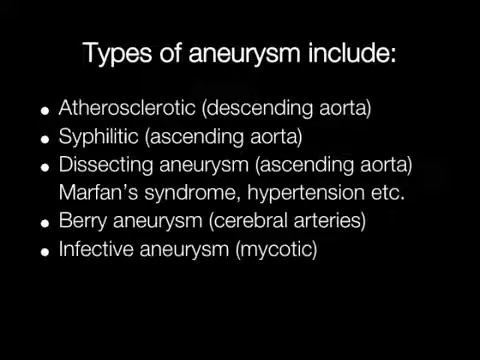 Types of aneurysm include:
• Atherosclerotic (descending aorta)
• Syphilitic (ascending aorta)
• Dissecting aneurysm (ascending aorta)
Marfan's syndrome, hypertension etc.
• Berry aneurysm (cerebral arteries)
• Infective aneurysm (mycotic)